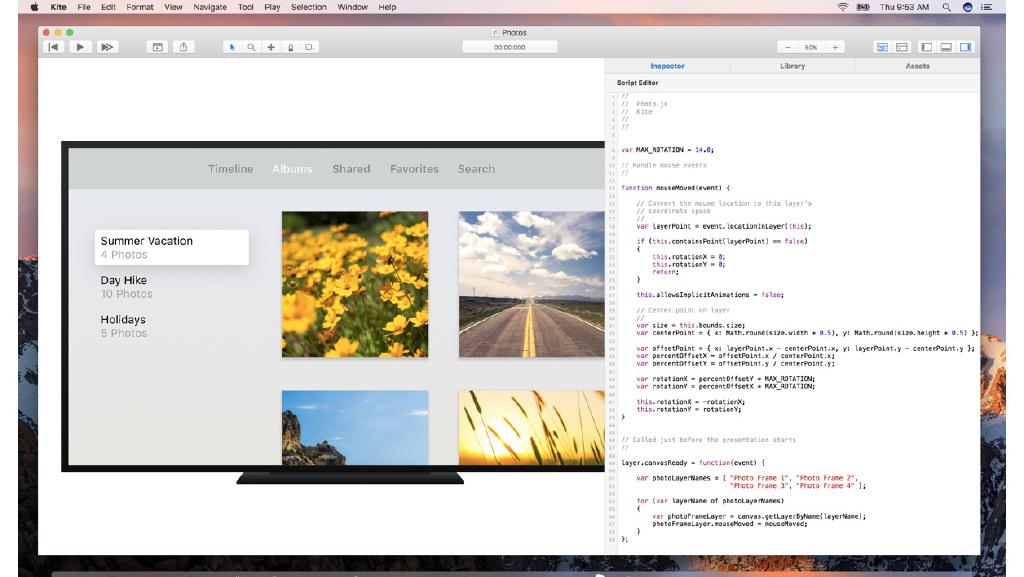 Kite File Edit Format View Navigate Tool Play Selection Window Help
Thu 9:53 AM
Photos
00:00:000
60%
Inspector Library Assets
Script Editor
//
// Photo.js
// Kite
//
//
var MAX_ROTATION = 14.0;
// Handle mouse events
//
function mouseMoved(event) {
// Convert the mouse location to this layer's
// coordinate space
//
var layerPoint = event.locationInLayer(this);
if (this.containsPoint(layerPoint) == false)
{
this.rotationX = 0;
this.rotationY = 0;
return;
}
this.allowsImplicitAnimations = false;
// Center point on layer
//
var size = this.bounds.size;
var centerPoint = { x: Math.round(size.width * 0.5), y: Math.round(size.height * 0.5) };
var offsetPoint = { x: layerPoint.x - centerPoint.x, y: layerPoint.y - centerPoint.y };
var percentOffsetX = offsetPoint.x / centerPoint.x;
var percentOffsetY = offsetPoint.y / centerPoint.y;
var rotationX = percentOffsetY * MAX_ROTATION;
var rotationY = percentOffsetX * MAX_ROTATION;
this.rotationX = -rotationX;
this.rotationY = rotationY;
}
// Called just before the presentation starts
//
layer.canvasReady = function(event) {
var photoLayerNames = [ "Photo Frame 1", "Photo Frame 2",
"Photo Frame 3", "Photo Frame 4" ];
for (var layerName of photoLayerNames)
{
var photoFrameLayer = canvas.getLayerByName(layerName);
photoFrameLayer.mouseMoved = mouseMoved;
}
};
Timeline Albums Shared Favorites Search
Summer Vacation
4 Photos
Day Hike
10 Photos
Holidays
5 Photos